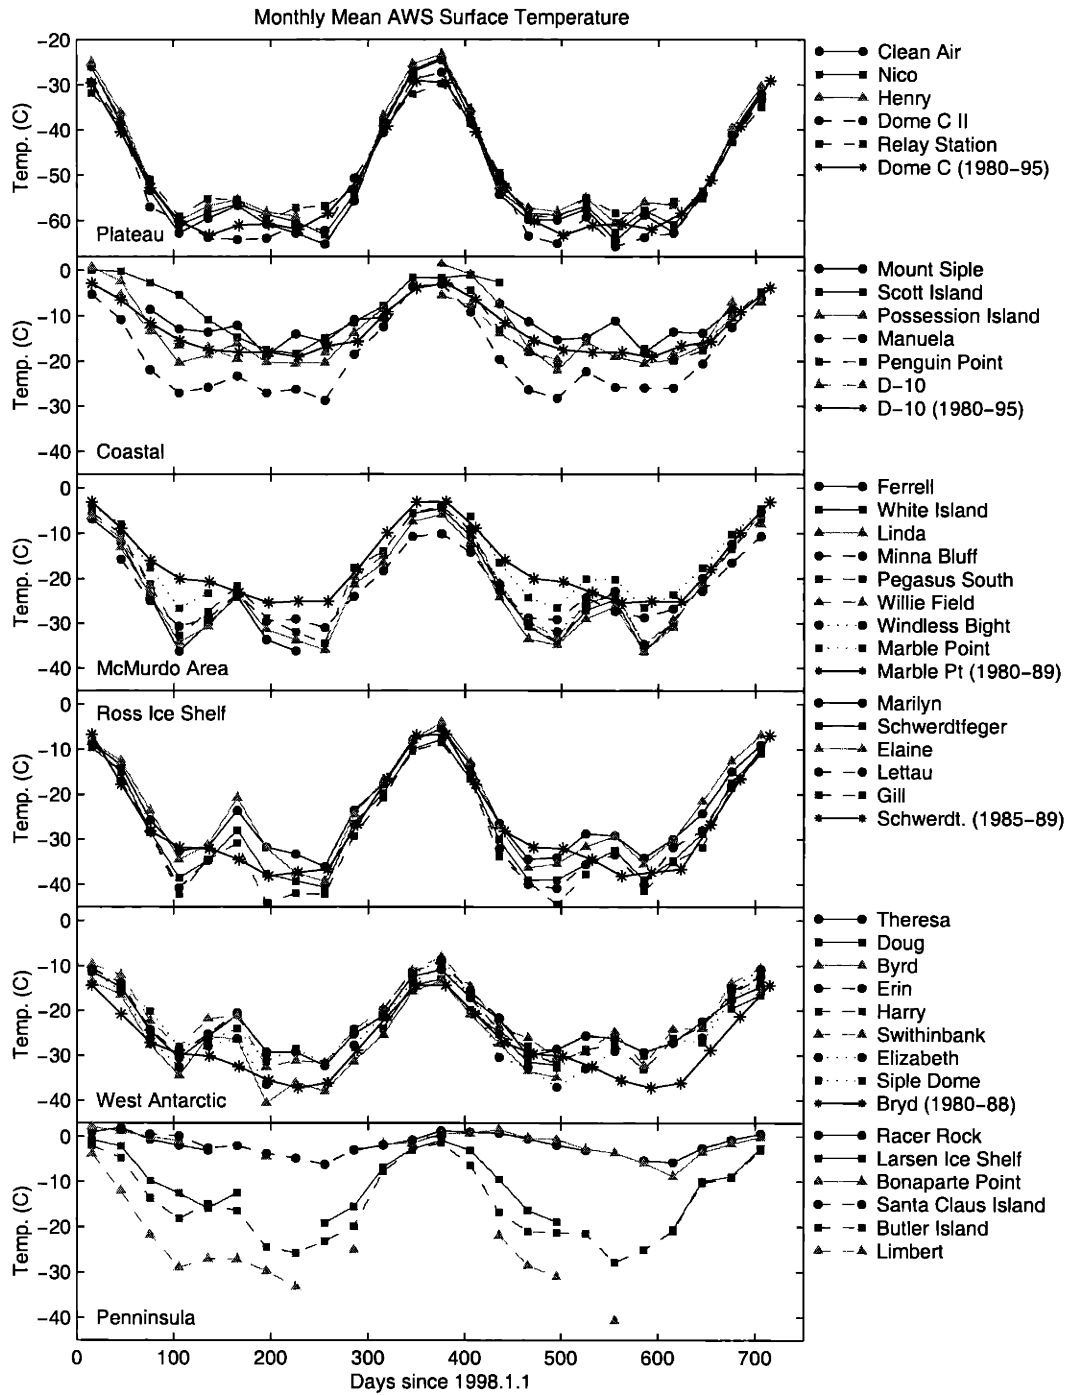 Monthly Mean AWS Surface Temperature
Temp. (C)
−20
−30
−40
−50
−60
Plateau
Clean Air
Nico
Henry
Dome C II
Relay Station
Dome C (1980−95)
Temp. (C)
0
−10
−20
−30
−40
Coastal
Mount Siple
Scott Island
Possession Island
Manuela
Penguin Point
D−10
D−10 (1980−95)
Temp. (C)
0
−10
−20
−30
−40
McMurdo Area
Ferrell
White Island
Linda
Minna Bluff
Pegasus South
Willie Field
Windless Bight
Marble Point
Marble Pt (1980−89)
Temp. (C)
0
−10
−20
−30
−40
Ross Ice Shelf
Marilyn
Schwerdtfeger
Elaine
Lettau
Gill
Schwerdt. (1985−89)
Temp. (C)
0
−10
−20
−30
−40
West Antarctic
Theresa
Doug
Byrd
Erin
Harry
Swithinbank
Elizabeth
Siple Dome
Bryd (1980−88)
Temp. (C)
0
−10
−20
−30
−40
Penninsula
Racer Rock
Larsen Ice Shelf
Bonaparte Point
Santa Claus Island
Butler Island
Limbert
0 100 200 300 400 500 600 700
Days since 1998.1.1